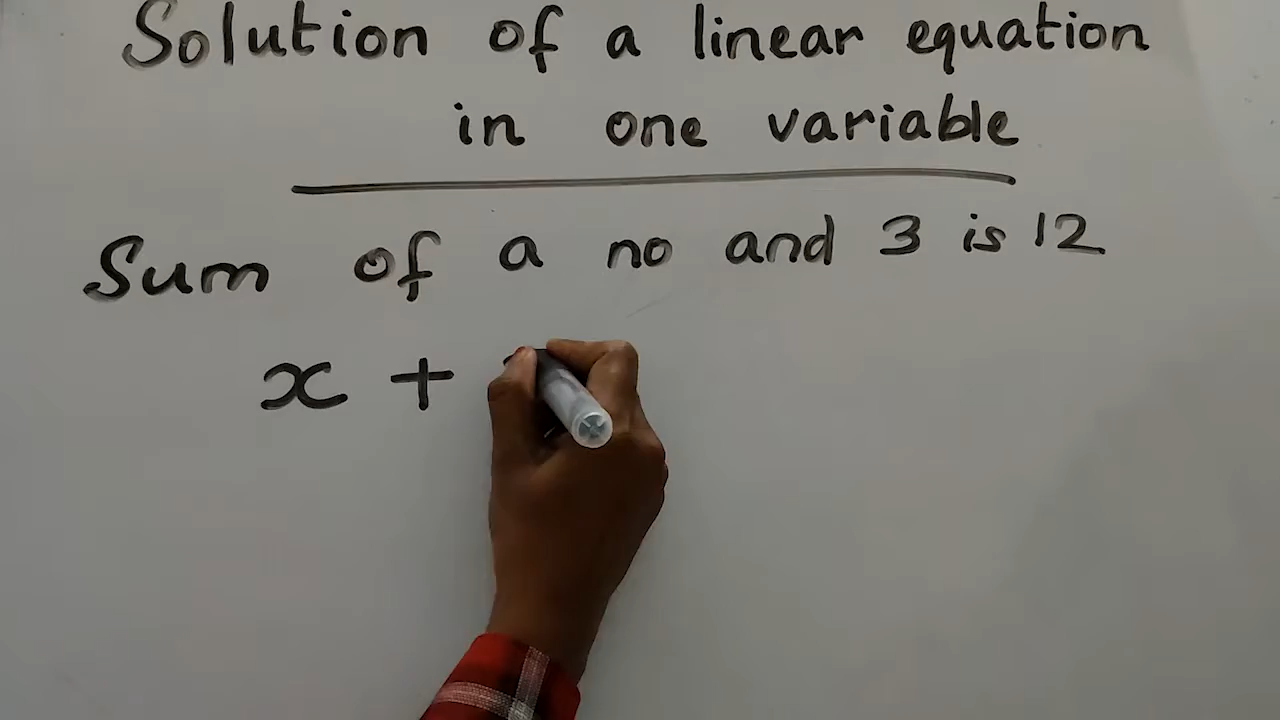 Solution of a linear equation
in one variable
Sum of a no and 3 is 12
x +